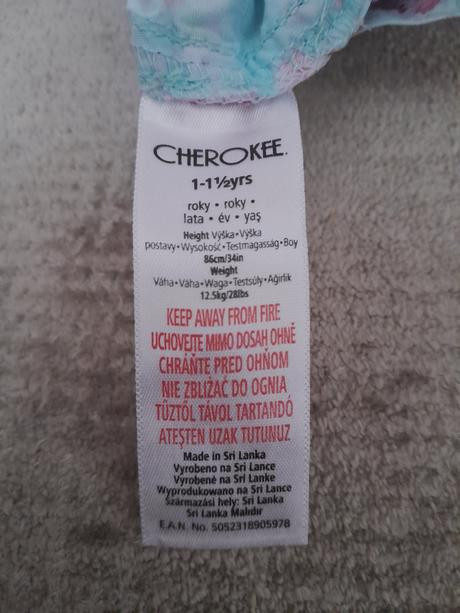 CHEROKEE.
1-1½yrs
roky • roky •
lata • év • yaş
Height Výška•Výška
postavy•Wysokość•Testmagasság•Boy
86cm/34in
Weight
Váha•Váha•Waga•Testsúly•Ağirlik
12.5kg/28lbs
KEEP AWAY FROM FIRE
UCHOVEJTE MIMO DOSAH OHNĚ
CHRÁŇTE PRED OHŇOM
NIE ZBLIŻAĆ DO OGNIA
TŰZTŐL TÁVOL TARTANDÓ
ATEŞTEN UZAK TUTUNUZ
Made in Sri Lanka
Vyrobeno na Srí Lance
Vyrobené na Srí Lanke
Wyprodukowano na Sri Lance
Származási hely: Sri Lanka
Sri Lanka Malıdır
E.A.N. No. 5052318905978